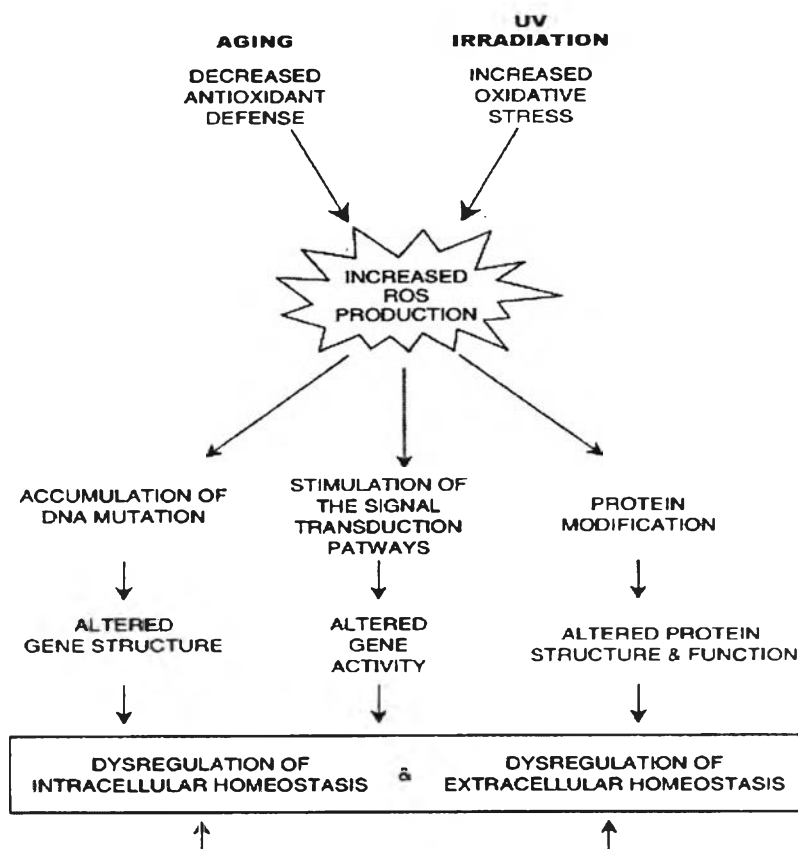 AGING
DECREASED
ANTIOXIDANT
DEFENSE
UV
IRRADIATION
INCREASED
OXIDATIVE
STRESS
INCREASED
ROS
PRODUCTION
ACCUMULATION OF
DNA MUTATION
STIMULATION OF
THE SIGNAL
TRANSDUCTION
PATWAYS
PROTEIN
MODIFICATION
ALTERED
GENE STRUCTURE
ALTERED
GENE
ACTIVITY
ALTERED PROTEIN
STRUCTURE & FUNCTION
DYSREGULATION OF
INTRACELLULAR HOMEOSTASIS
&
DYSREGULATION OF
EXTRACELLULAR HOMEOSTASIS